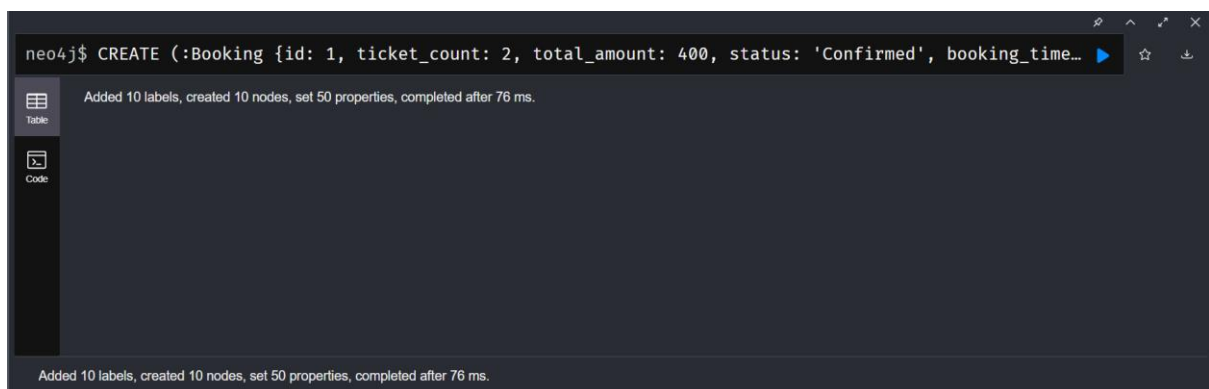 neo4j$ CREATE (:Booking {id: 1, ticket_count: 2, total_amount: 400, status: 'Confirmed', booking_time…
Table
Added 10 labels, created 10 nodes, set 50 properties, completed after 76 ms.
Code
Added 10 labels, created 10 nodes, set 50 properties, completed after 76 ms.